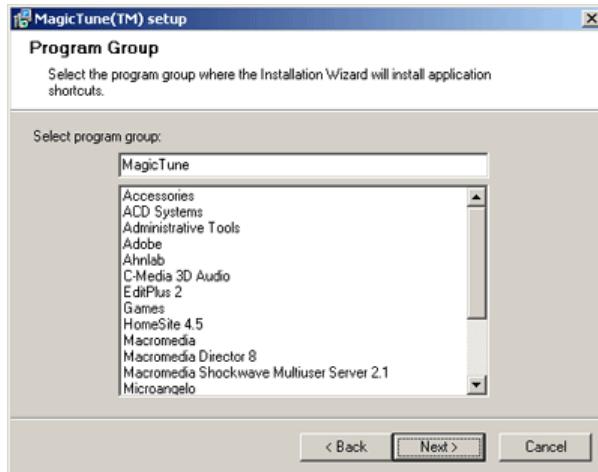 MagicTune(TM) setup
Program Group
Select the program group where the Installation Wizard will install application
shortcuts.
Select program group:
MagicTune
Accessories
ACD Systems
Administrative Tools
Adobe
Ahnlab
C-Media 3D Audio
EditPlus 2
Games
HomeSite 4.5
Macromedia
Macromedia Director 8
Macromedia Shockwave Multiuser Server 2.1
Microangelo
< Back
Next >
Cancel